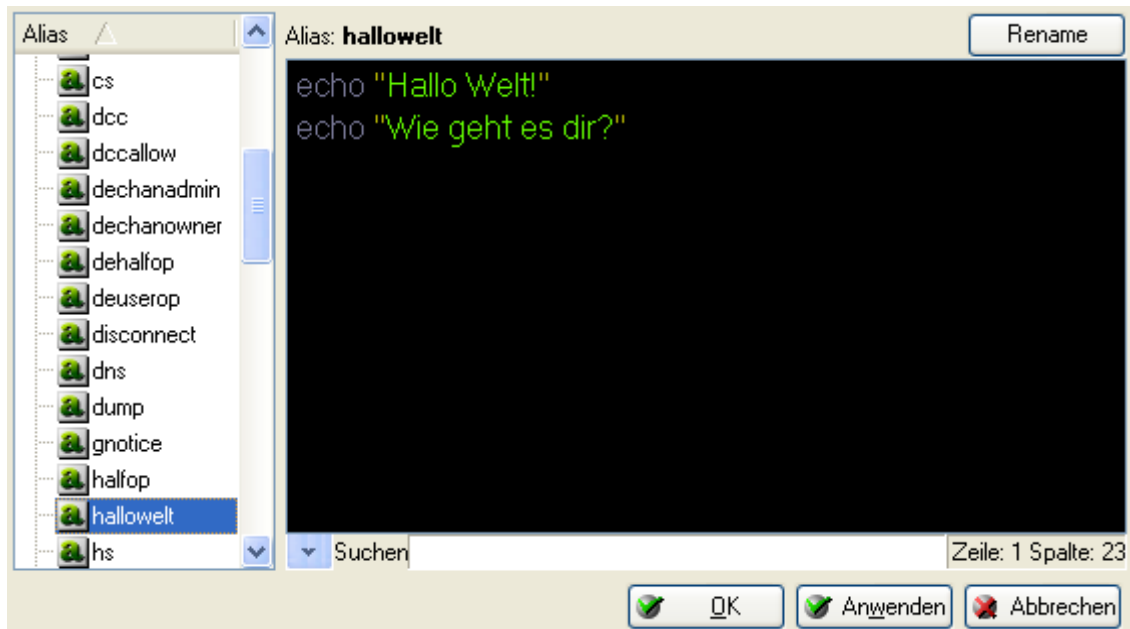 Alias
cs
dcc
dccallow
dechanadmin
dechanowner
dehalfop
deuserop
disconnect
dns
dump
gnotice
halfop
hallowelt
hs
Alias: hallowelt
Rename
echo "Hallo Welt!"
echo "Wie geht es dir?"
Suchen
Zeile: 1 Spalte: 23
OK
Anwenden
Abbrechen